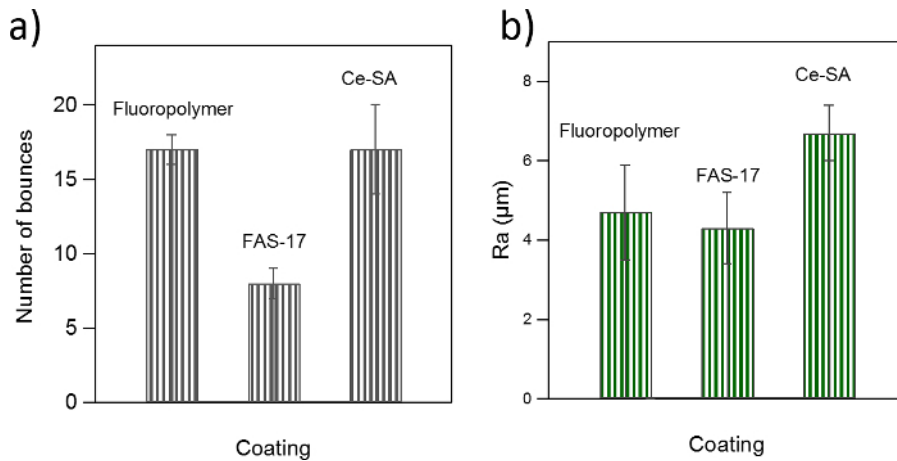 a)
Number of bounces
20
15
10
5
0
Fluoropolymer
FAS-17
Ce-SA
Coating
b)
Ra (µm)
8
6
4
2
0
Fluoropolymer
FAS-17
Ce-SA
Coating